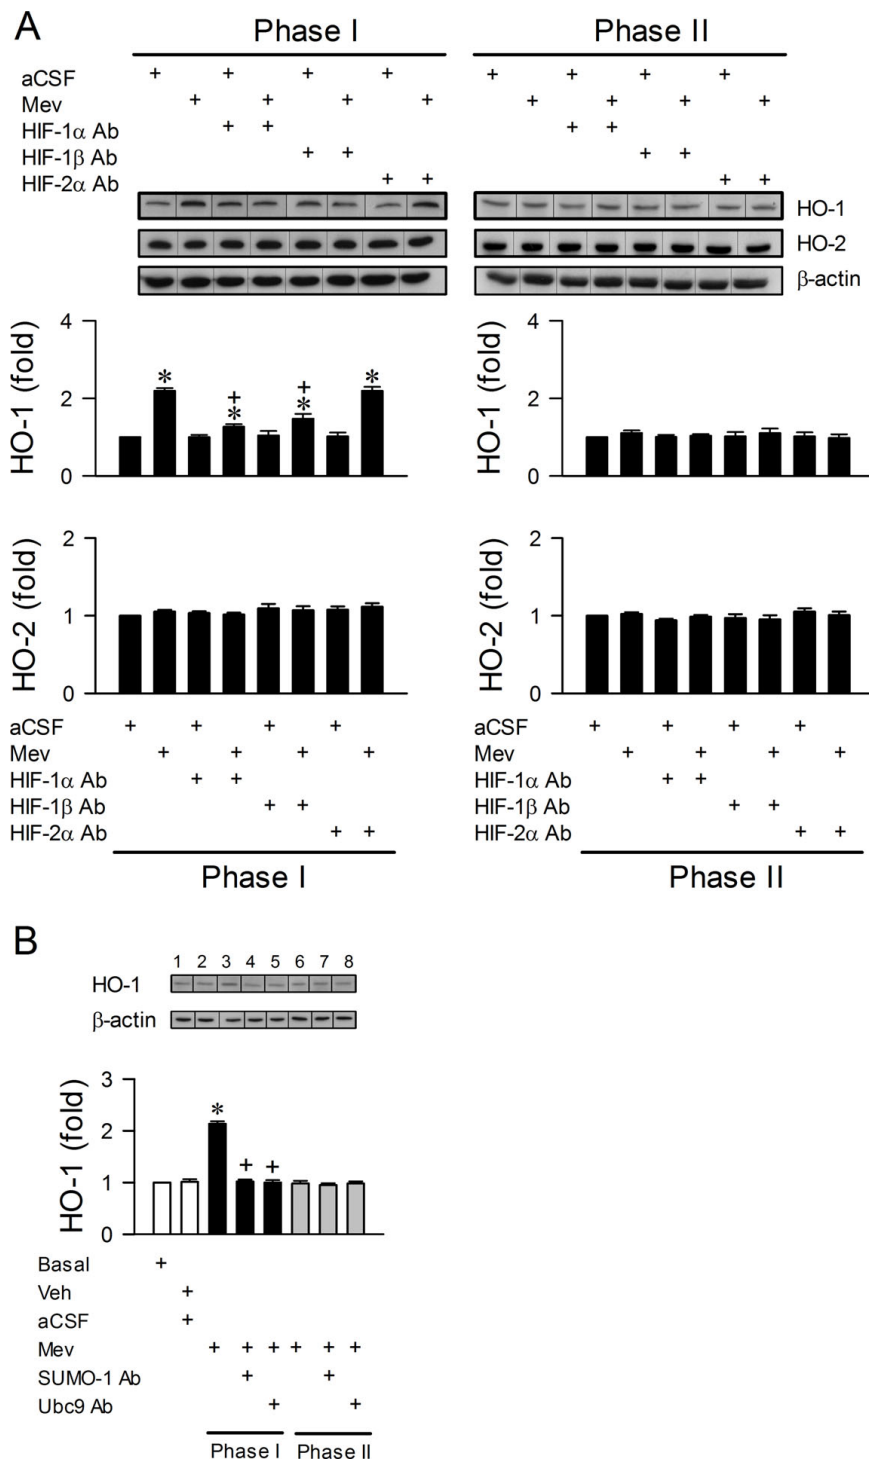 A
Phase I Phase II
aCSF + + + + + + + +
Mev + + + + + + + +
HIF-1α Ab + + + +
HIF-1β Ab + + + +
HIF-2α Ab + + + +
HO-1
HO-2
β-actin
HO-1 (fold)
4
2
0
* + * + * *
HO-1 (fold)
4
2
0
HO-2 (fold)
2
1
0
HO-2 (fold)
2
1
0
aCSF + + + +
Mev + + + +
HIF-1α Ab + +
HIF-1β Ab + +
HIF-2α Ab + +
Phase I
aCSF + + + +
Mev + + + +
HIF-1α Ab + +
HIF-1β Ab + +
HIF-2α Ab + +
Phase II
B
1 2 3 4 5 6 7 8
HO-1
β-actin
HO-1 (fold)
3
2
1
0
* + +
Basal +
Veh +
aCSF +
Mev + + + + + +
SUMO-1 Ab + +
Ubc9 Ab + +
Phase I Phase II